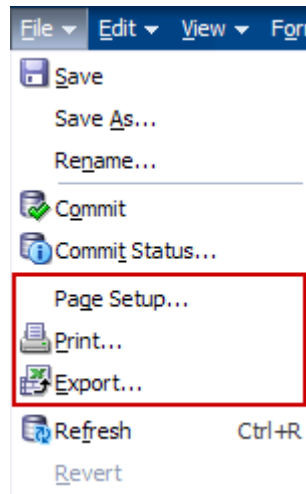 File Edit View For
Save
Save As...
Rename...
Commit
Commit Status...
Page Setup...
Print...
Export...
Refresh Ctrl+R
Revert